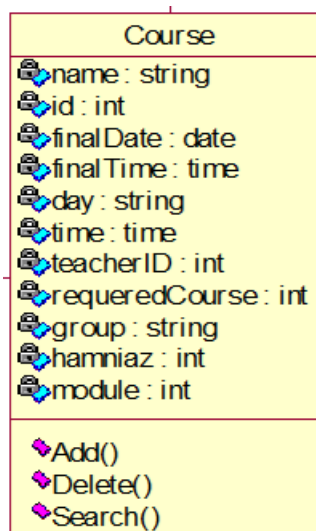 Course
name : string
id : int
finalDate : date
finalTime : time
day : string
time : time
teacherID : int
requeredCourse : int
group : string
hamniaz : int
module : int
Add()
Delete()
Search()